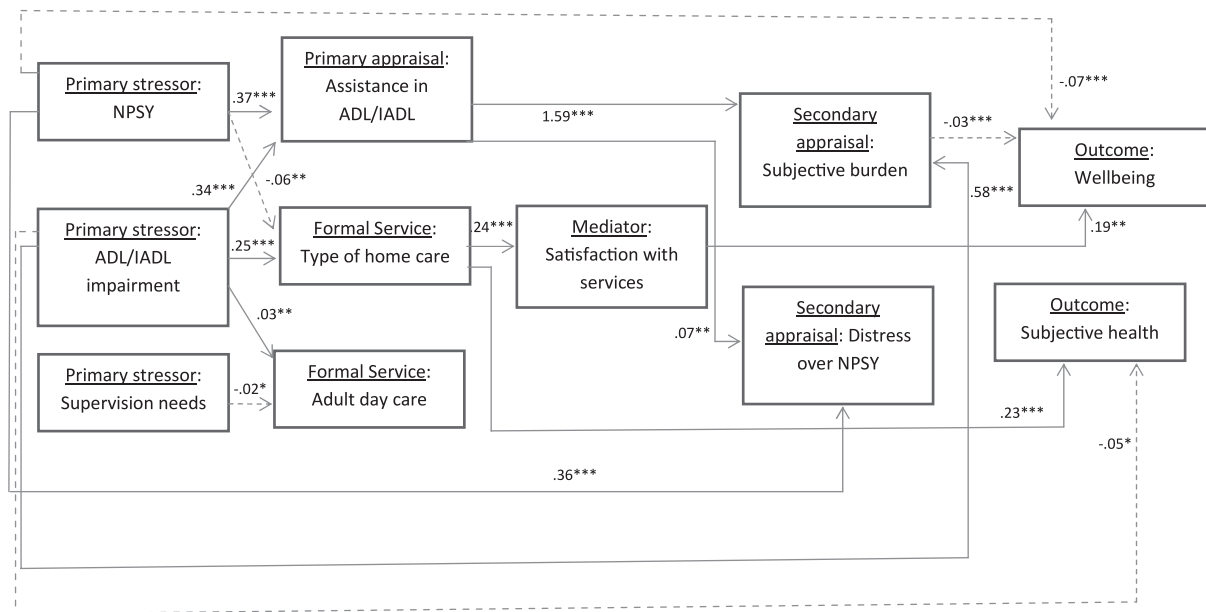 Primary stressor:
NPSY
.37***
Primary appraisal:
Assistance in
ADL/IADL
1.59***
Secondary
appraisal:
Subjective burden
-.03***
-.07***
Outcome:
Wellbeing
.58***
.34***
-.06**
Primary stressor:
ADL/IADL
impairment
.25***
Formal Service:
Type of home care
.24***
Mediator:
Satisfaction with
services
.19**
.03**
.07**
Secondary
appraisal: Distress
over NPSY
Outcome:
Subjective health
Primary stressor:
Supervision needs
-.02*
Formal Service:
Adult day care
.23***
-.05*
.36***